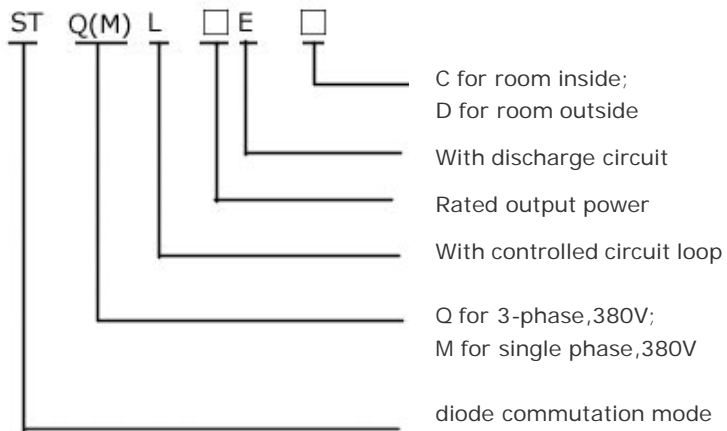 ST Q(M) L □ E □
C for room inside;
D for room outside
With discharge circuit
Rated output power
With controlled circuit loop
Q for 3-phase,380V;
M for single phase,380V
diode commutation mode